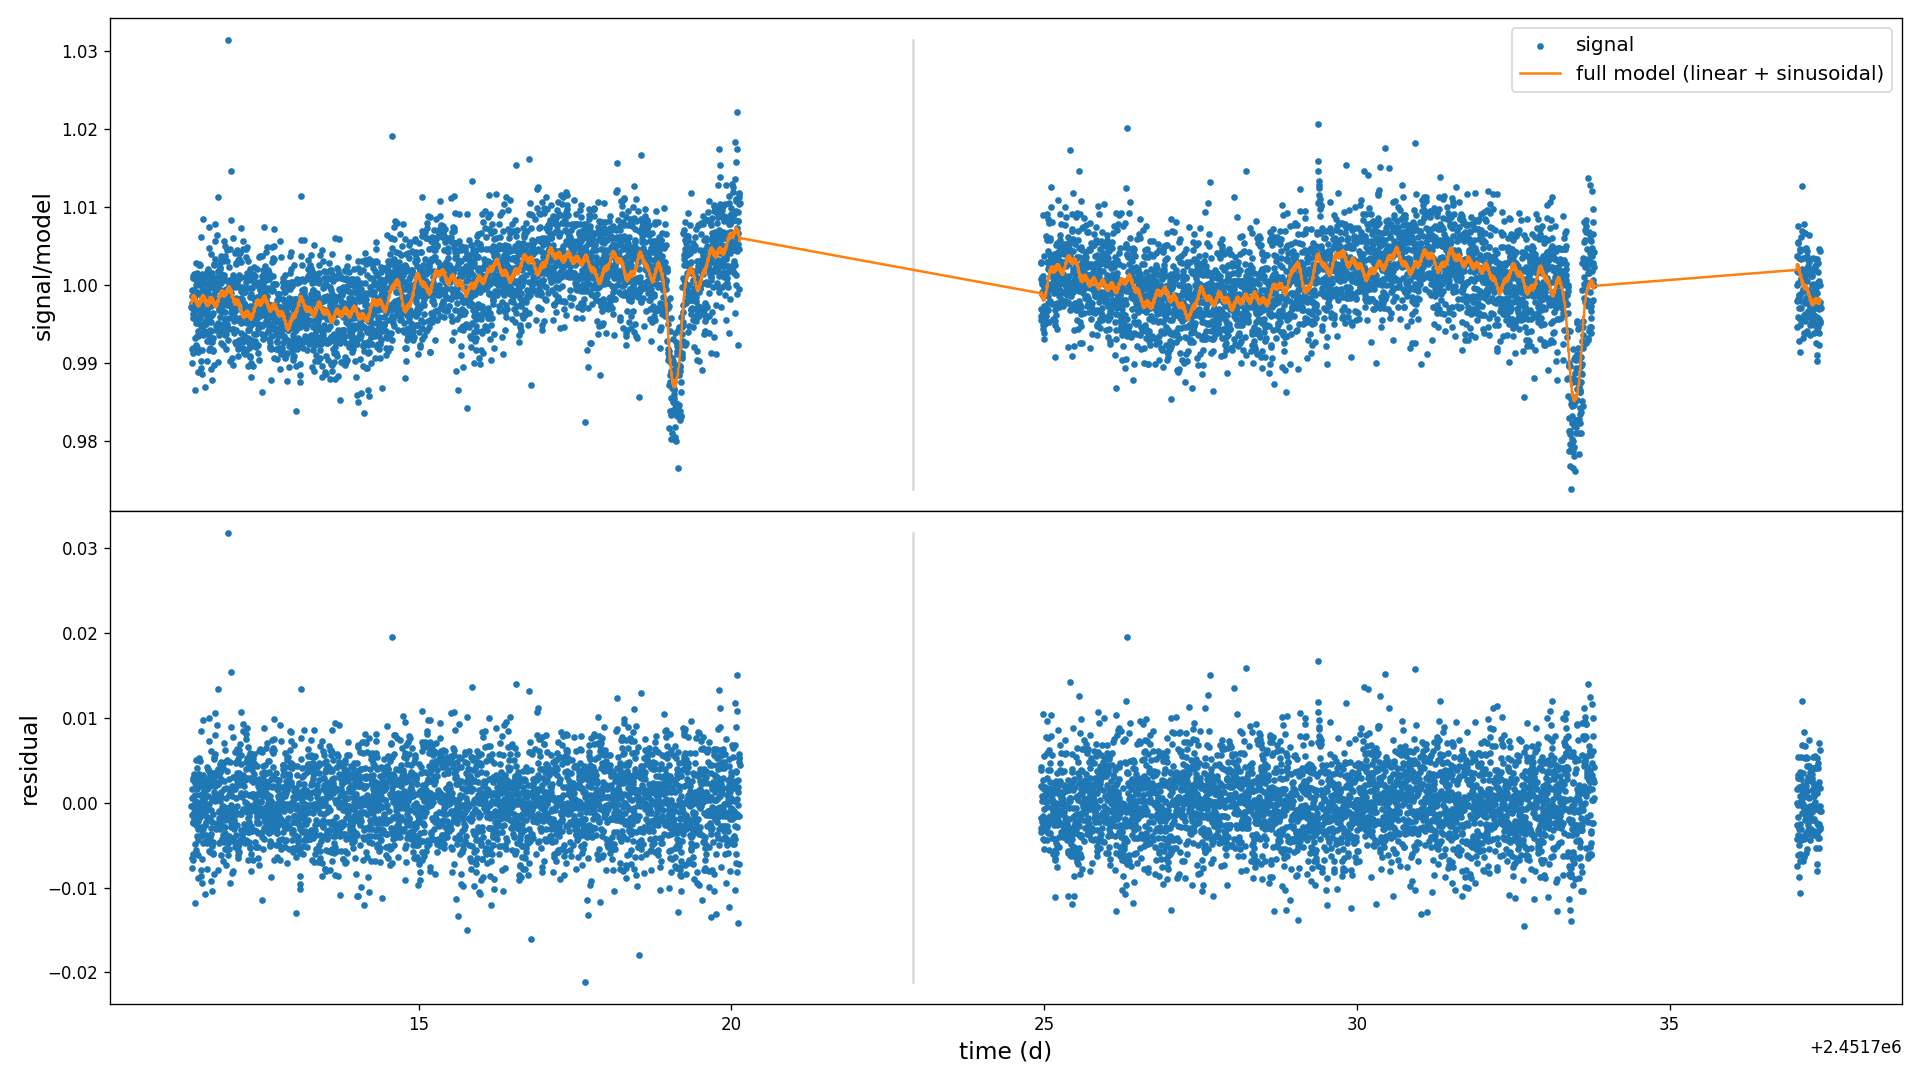 signal
full model (linear + sinusoidal)
signal/model
1.03
1.02
1.01
1.00
0.99
0.98
residual
0.03
0.02
0.01
0.00
−0.01
−0.02
15 20 25 30 35
time (d)
+2.4517e6